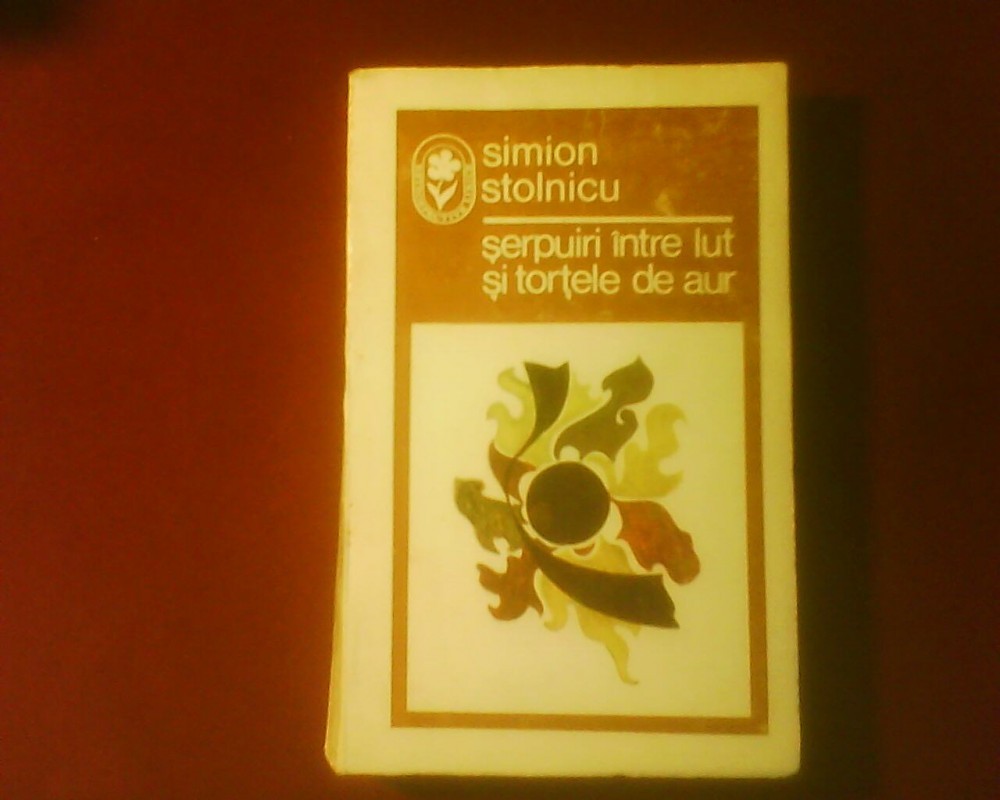 simion
stolnicu
șerpuiri între lut
și torțele de aur